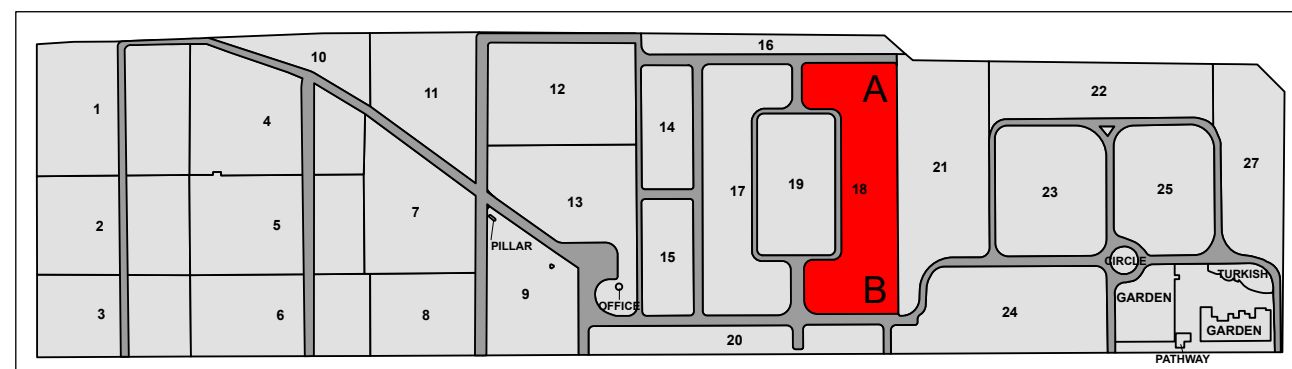 16
10
22
A
12
11
1
4
14
27
19
17
18
21
23
25
13
7
2
5
PILLAR
15
CIRCLE
TURKISH
B
9
GARDEN
OFFICE
24
3
6
8
GARDEN
20
PATHWAY